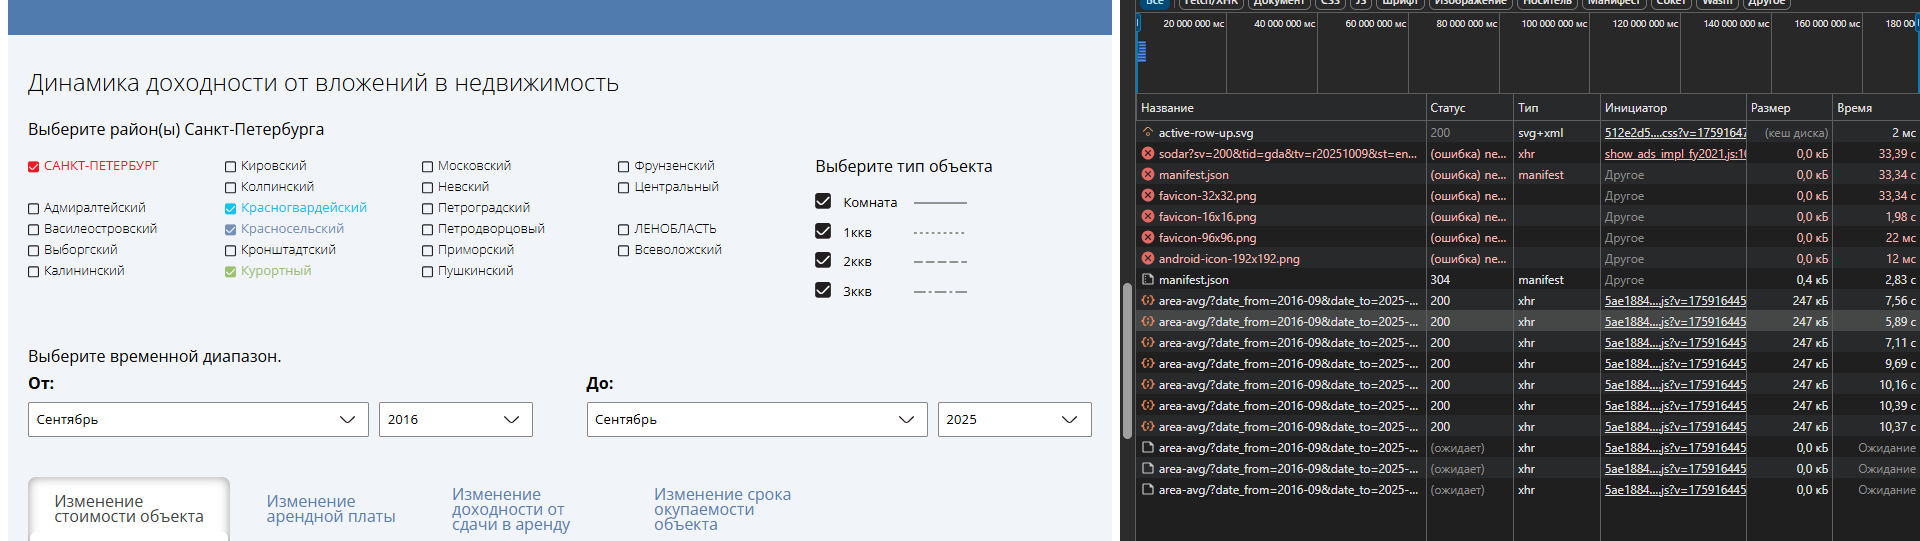 Динамика доходности от вложений в недвижимость
Выберите район(ы) Санкт-Петербурга
САНКТ-ПЕТЕРБУРГ
Адмиралтейский
Василеостровский
Выборгский
Калининский
Кировский
Колпинский
Красногвардейский
Красносельский
Кронштадтский
Курортный
Московский
Невский
Петроградский
Петродворцовый
Приморский
Пушкинский
Фрунзенский
Центральный
ЛЕНОБЛАСТЬ
Всеволожский
Выберите тип объекта
Комната
1ккв
2ккв
3ккв
Выберите временной диапазон.
От:
До:
Сентябрь
2016
Сентябрь
2025
Изменение
стоимости объекта
Изменение
арендной платы
Изменение
доходности от
сдачи в аренду
Изменение срока
окупаемости
объекта
Все Fetch/XHR Документ CSS JS Шрифт Изображение Носитель Манифест Сокет Wasm Другое
20 000 000 мс 40 000 000 мс 60 000 000 мс 80 000 000 мс 100 000 000 мс 120 000 000 мс 140 000 000 мс 160 000 000 мс 180 0
Название Статус Тип Инициатор Размер Время
active-row-up.svg 200 svg+xml 512e2d5....css?v=17591647 (кеш диска) 2 мс
sodar?sv=200&tid=gda&tv=r20251009&st=en... (ошибка) ne... xhr show_ads_impl_fy2021.js:10 0,0 кБ 33,39 с
manifest.json (ошибка) ne... manifest Другое 0,0 кБ 33,34 с
favicon-32x32.png (ошибка) ne... Другое 0,0 кБ 33,34 с
favicon-16x16.png (ошибка) ne... Другое 0,0 кБ 1,98 с
favicon-96x96.png (ошибка) ne... Другое 0,0 кБ 22 мс
android-icon-192x192.png (ошибка) ne... Другое 0,0 кБ 12 мс
manifest.json 304 manifest Другое 0,4 кБ 2,83 с
area-avg/?date_from=2016-09&date_to=2025-... 200 xhr 5ae1884....js?v=175916445 247 кБ 7,56 с
area-avg/?date_from=2016-09&date_to=2025-... 200 xhr 5ae1884....js?v=175916445 247 кБ 5,89 с
area-avg/?date_from=2016-09&date_to=2025-... 200 xhr 5ae1884....js?v=175916445 247 кБ 7,11 с
area-avg/?date_from=2016-09&date_to=2025-... 200 xhr 5ae1884....js?v=175916445 247 кБ 9,69 с
area-avg/?date_from=2016-09&date_to=2025-... 200 xhr 5ae1884....js?v=175916445 247 кБ 10,16 с
area-avg/?date_from=2016-09&date_to=2025-... 200 xhr 5ae1884....js?v=175916445 247 кБ 10,39 с
area-avg/?date_from=2016-09&date_to=2025-... 200 xhr 5ae1884....js?v=175916445 247 кБ 10,37 с
area-avg/?date_from=2016-09&date_to=2025-... (ожидает) xhr 5ae1884....js?v=175916445 0,0 кБ Ожидание
area-avg/?date_from=2016-09&date_to=2025-... (ожидает) xhr 5ae1884....js?v=175916445 0,0 кБ Ожидание
area-avg/?date_from=2016-09&date_to=2025-... (ожидает) xhr 5ae1884....js?v=175916445 0,0 кБ Ожидание